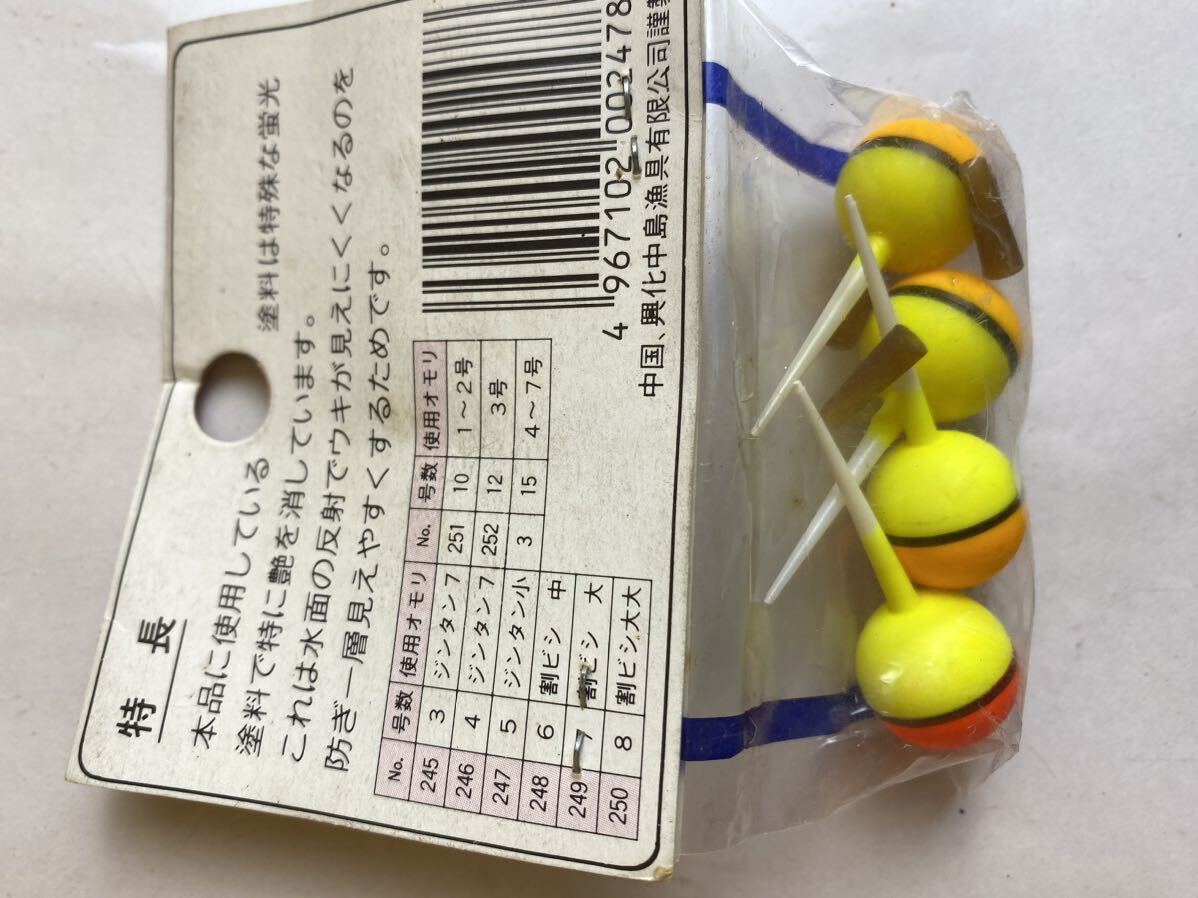 特 長
本品に使用している 塗料は特殊な蛍光
塗料で特に艶を消しています。
これは水面の反射でウキが見えにくくなるのを
防ぎ一層見えやすくするためです。
No. 号数 使用オモリ No. 号数 使用オモリ
245 3 ジンタン7 251 10 1～2号
246 4 ジンタン7 252 12 3号
247 5 ジンタン小 3 15 4～7号
248 6 割ビシ 中
249 7 割ビシ 大
250 8 割ビシ大大
4 967102 002478
中国、興化中島漁具有限公司謹製